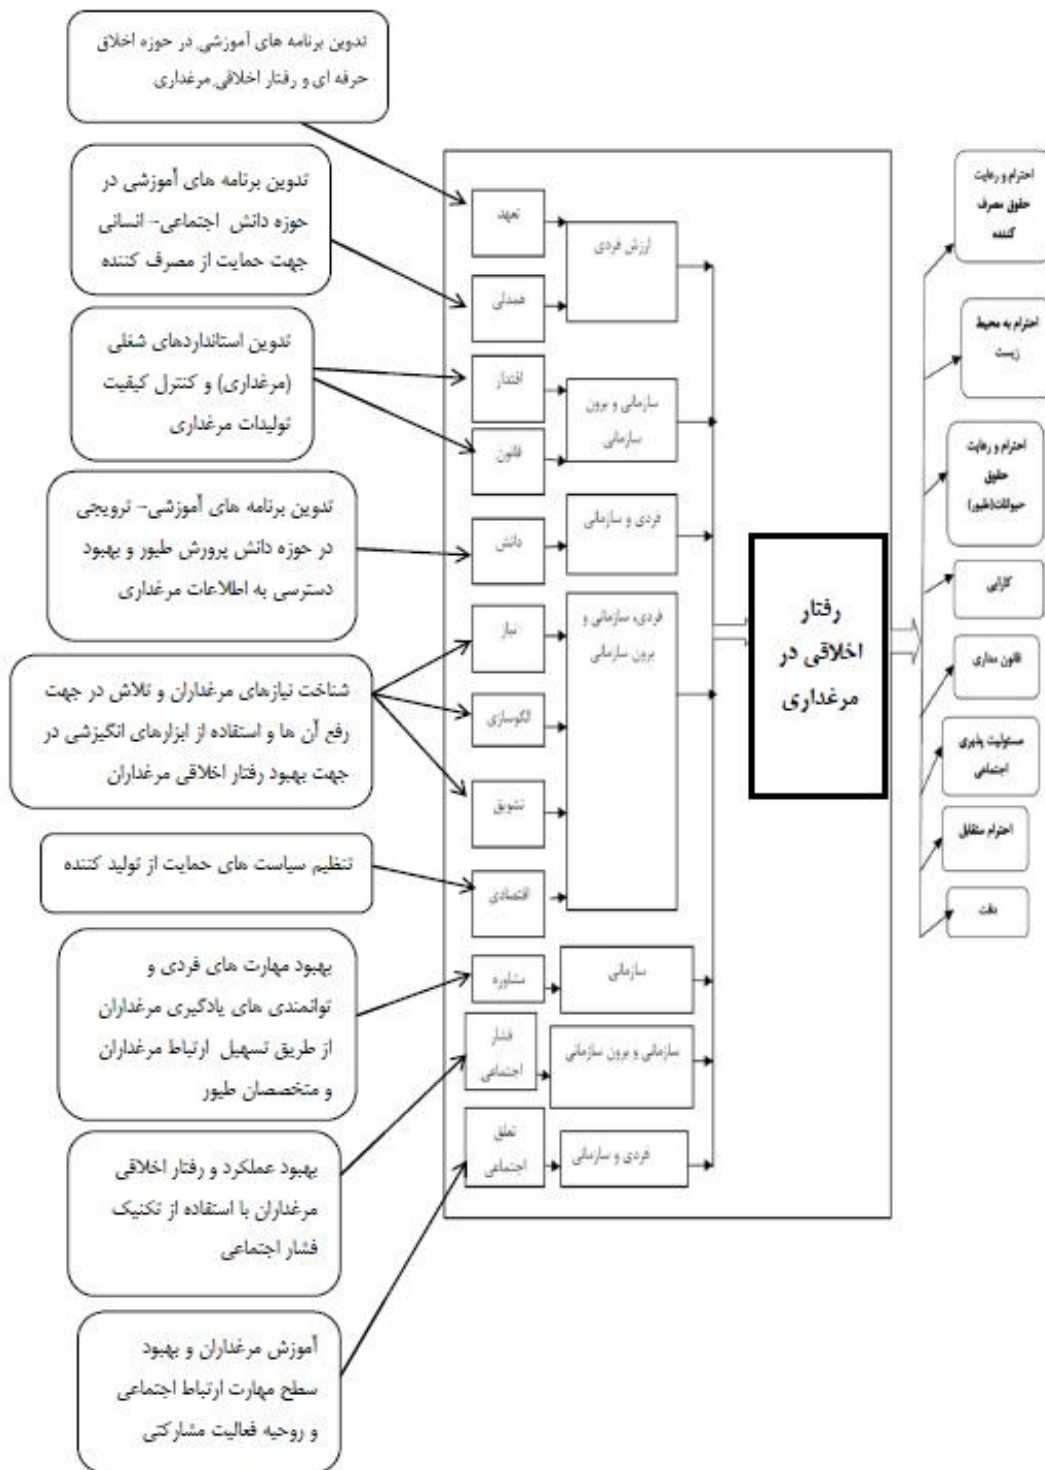 تدوین برنامه های آموزشی در حوزه اخلاق
حرفه ای و رفتار اخلاقی مرغداری
تدوین برنامه های آموزشی در
حوزه دانش اجتماعی- انسانی
جهت حمایت از مصرف کننده
تدوین استانداردهای شغلی
(مرغداری) و کنترل کیفیت
تولیدات مرغداری
تدوین برنامه های آموزشی- ترویجی
در حوزه دانش پرورش طیور و بهبود
دسترسی به اطلاعات مرغداری
شناخت نیازهای مرغداران و تلاش در جهت
رفع آن ها و استفاده از ابزارهای انگیزشی در
جهت بهبود رفتار اخلاقی مرغداران
تنظیم سیاست های حمایت از تولید کننده
بهبود مهارت های فردی و
توانمندی های یادگیری مرغداران
از طریق تسهیل ارتباط مرغداران
و متخصصان طیور
بهبود عملکرد و رفتار اخلاقی
مرغداران با استفاده از تکنیک
فشار اجتماعی
آموزش مرغداران و بهبود
سطح مهارت ارتباط اجتماعی
و روحیه فعالیت مشارکتی
تعهد
همدلی
اقتدار
قانون
دانش
نیاز
الگوسازی
تشویق
اقتصادی
مشاوره
فشار
اجتماعی
تعلق
اجتماعی
ارزش فردی
سازمانی و برون
سازمانی
فردی و سازمانی
فردی، سازمانی و
برون سازمانی
سازمانی
سازمانی و برون سازمانی
فردی و سازمانی
رفتار
اخلاقی در
مرغداری
احترام و رعایت
حقوق مصرف
کننده
احترام به محیط
زیست
احترام و رعایت
حقوق
حیوانات(طیور)
کارایی
قانون مداری
مسئولیت پذیری
اجتماعی
احترام متقابل
دقت